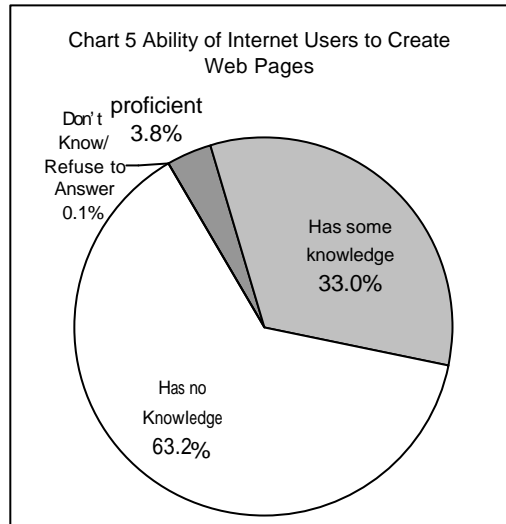 Chart 5 Ability of Internet Users to Create
Web Pages
proficient
3.8%
Don't
Know/
Refuse to
Answer
0.1%
Has some
knowledge
33.0%
Has no
Knowledge
63.2%